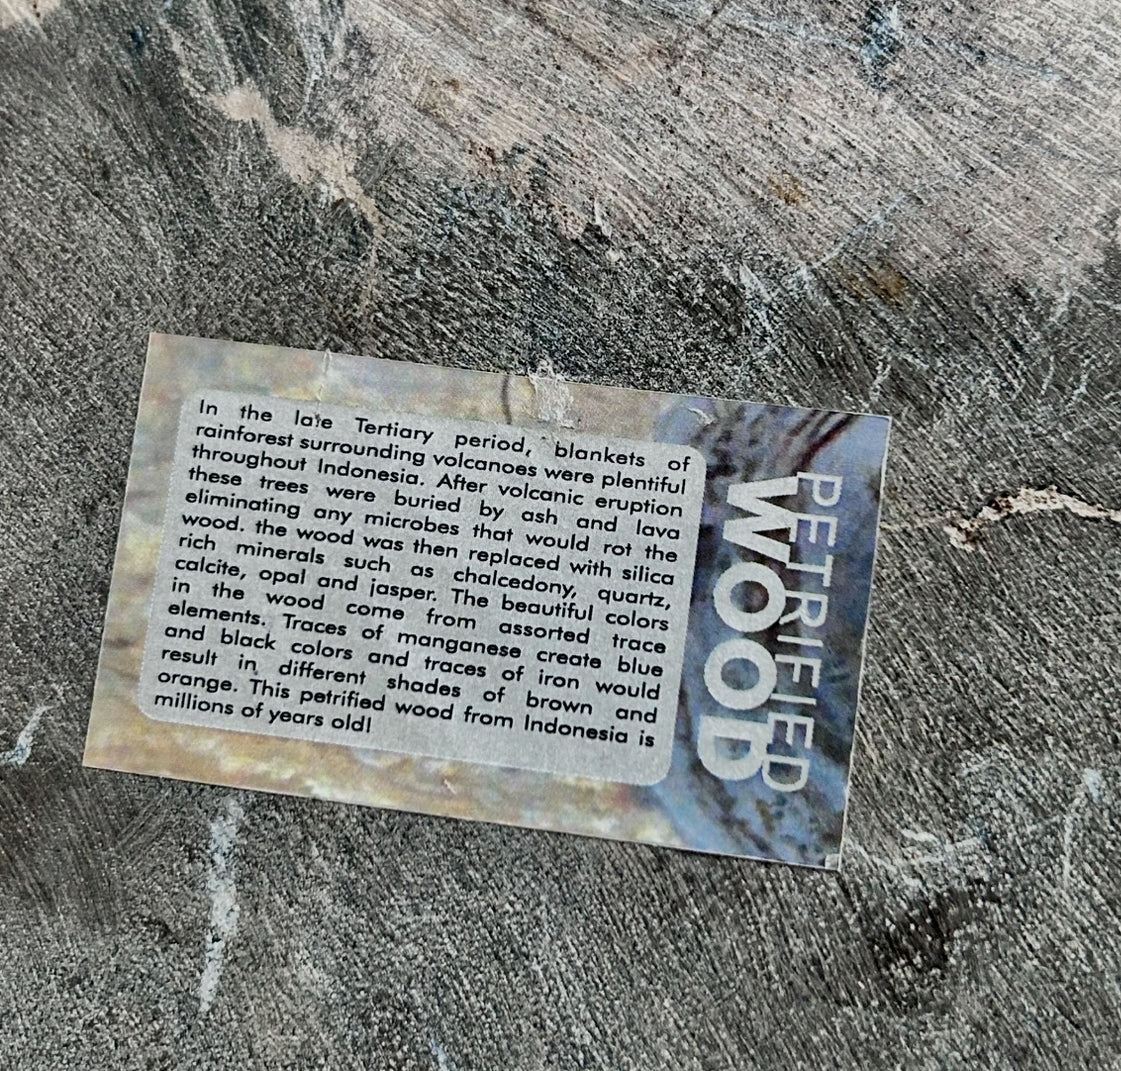 In the late Tertiary period, blankets of
rainforest surrounding volcanoes were plentiful
throughout Indonesia. After volcanic eruption
these trees were buried by ash and lava
eliminating any microbes that would rot the
wood. the wood was then replaced with silica
rich minerals such as chalcedony, quartz,
calcite, opal and jasper. The beautiful colors
in the wood come from assorted trace
elements. Traces of manganese create blue
and black colors and traces of iron would
result in different shades of brown and
orange. This petrified wood from Indonesia is
millions of years old!
PETRIFIED
WOOD